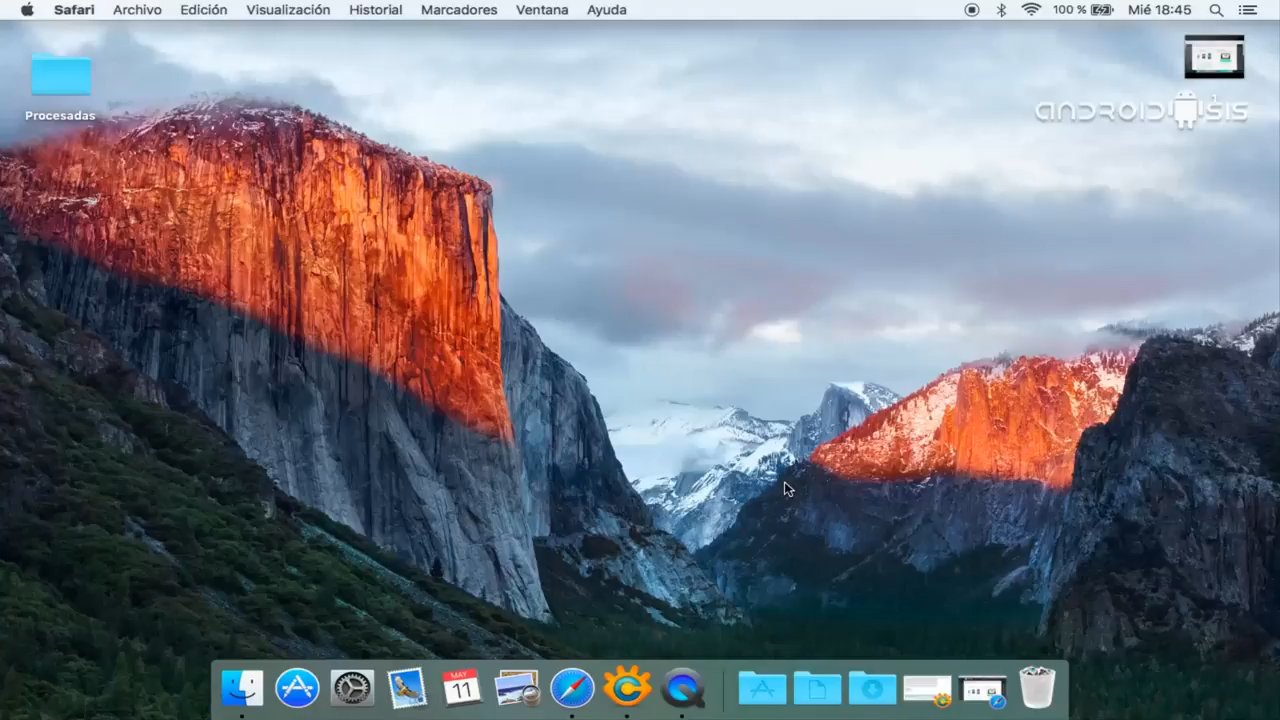 Safari Archivo Edición Visualización Historial Marcadores Ventana Ayuda 100 % Mié 18:45
Procesadas
ANDROIDSIS
MAY
11